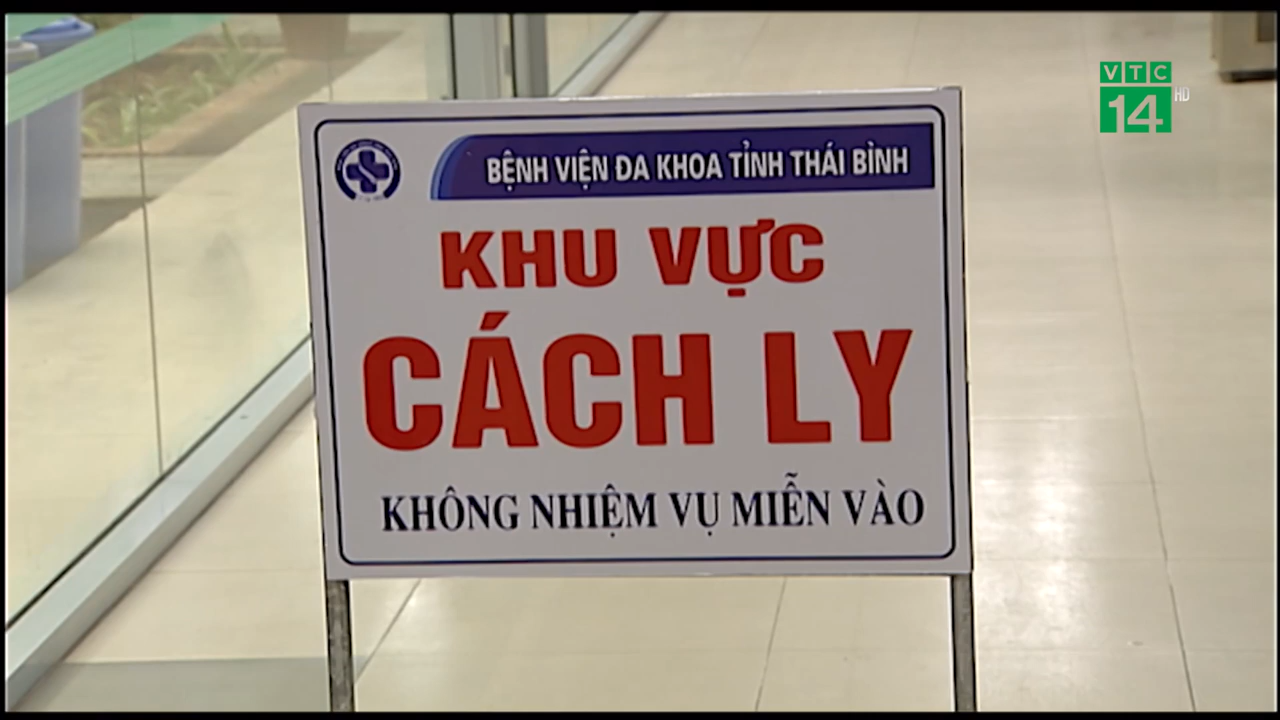 VTC
14 HD
BỆNH VIỆN ĐA KHOA TỈNH THÁI BÌNH
KHU VỰC
CÁCH LY
KHÔNG NHIỆM VỤ MIỄN VÀO